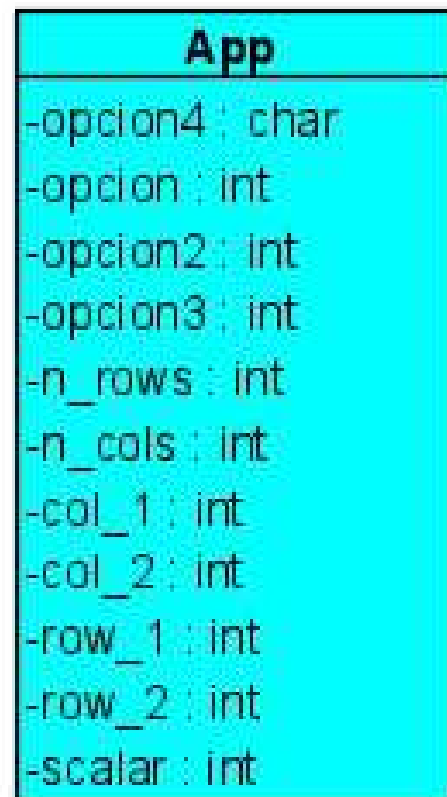 App
-opcion4 : char
-opcion : int
-opcion2 : int
-opcion3 : int
-n_rows : int
-n_cols : int
-col_1 : int
-col_2 : int
-row_1 : int
-row_2 : int
-scalar : int